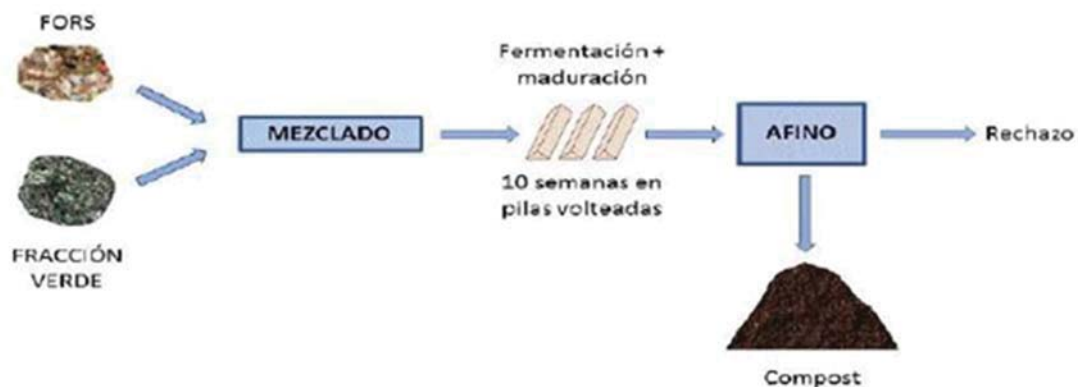 FORS
FRACCIÓN
VERDE
MEZCLADO
Fermentación +
maduración
10 semanas en
pilas volteadas
AFINO
Rechazo
Compost